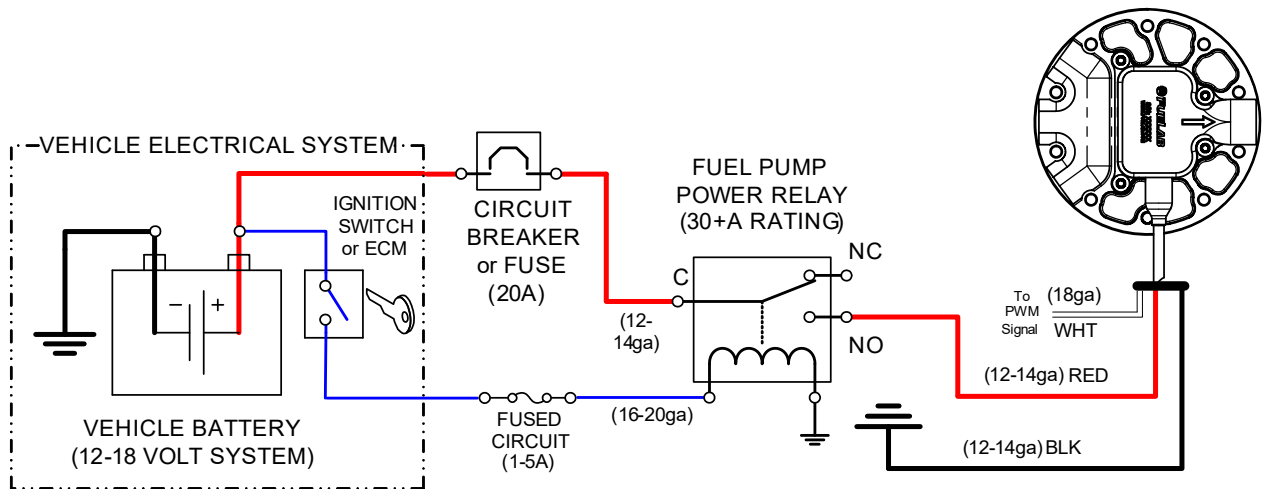 VEHICLE ELECTRICAL SYSTEM
IGNITION
SWITCH
or ECM
− +
VEHICLE BATTERY
(12-18 VOLT SYSTEM)
CIRCUIT
BREAKER
or FUSE
(20A)
FUSED
CIRCUIT
(1-5A)
(16-20ga)
(12-
14ga)
FUEL PUMP
POWER RELAY
(30+A RATING)
C
NC
NO
FUELAB
To
PWM
Signal
(18ga)
WHT
(12-14ga) RED
(12-14ga) BLK